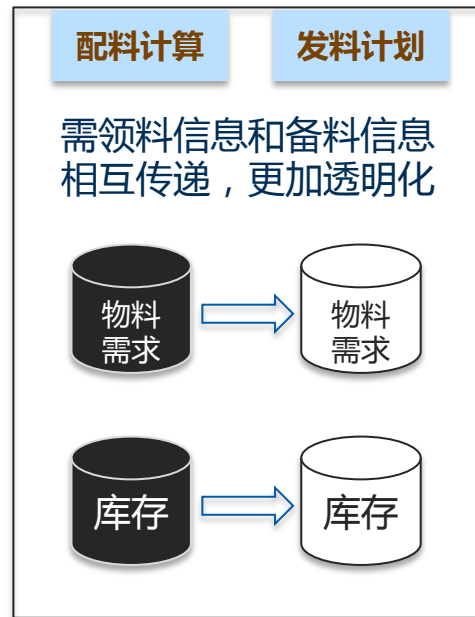 配料计算 发料计划
需领料信息和备料信息
相互传递，更加透明化
物料 物料
需求 需求
库存 库存